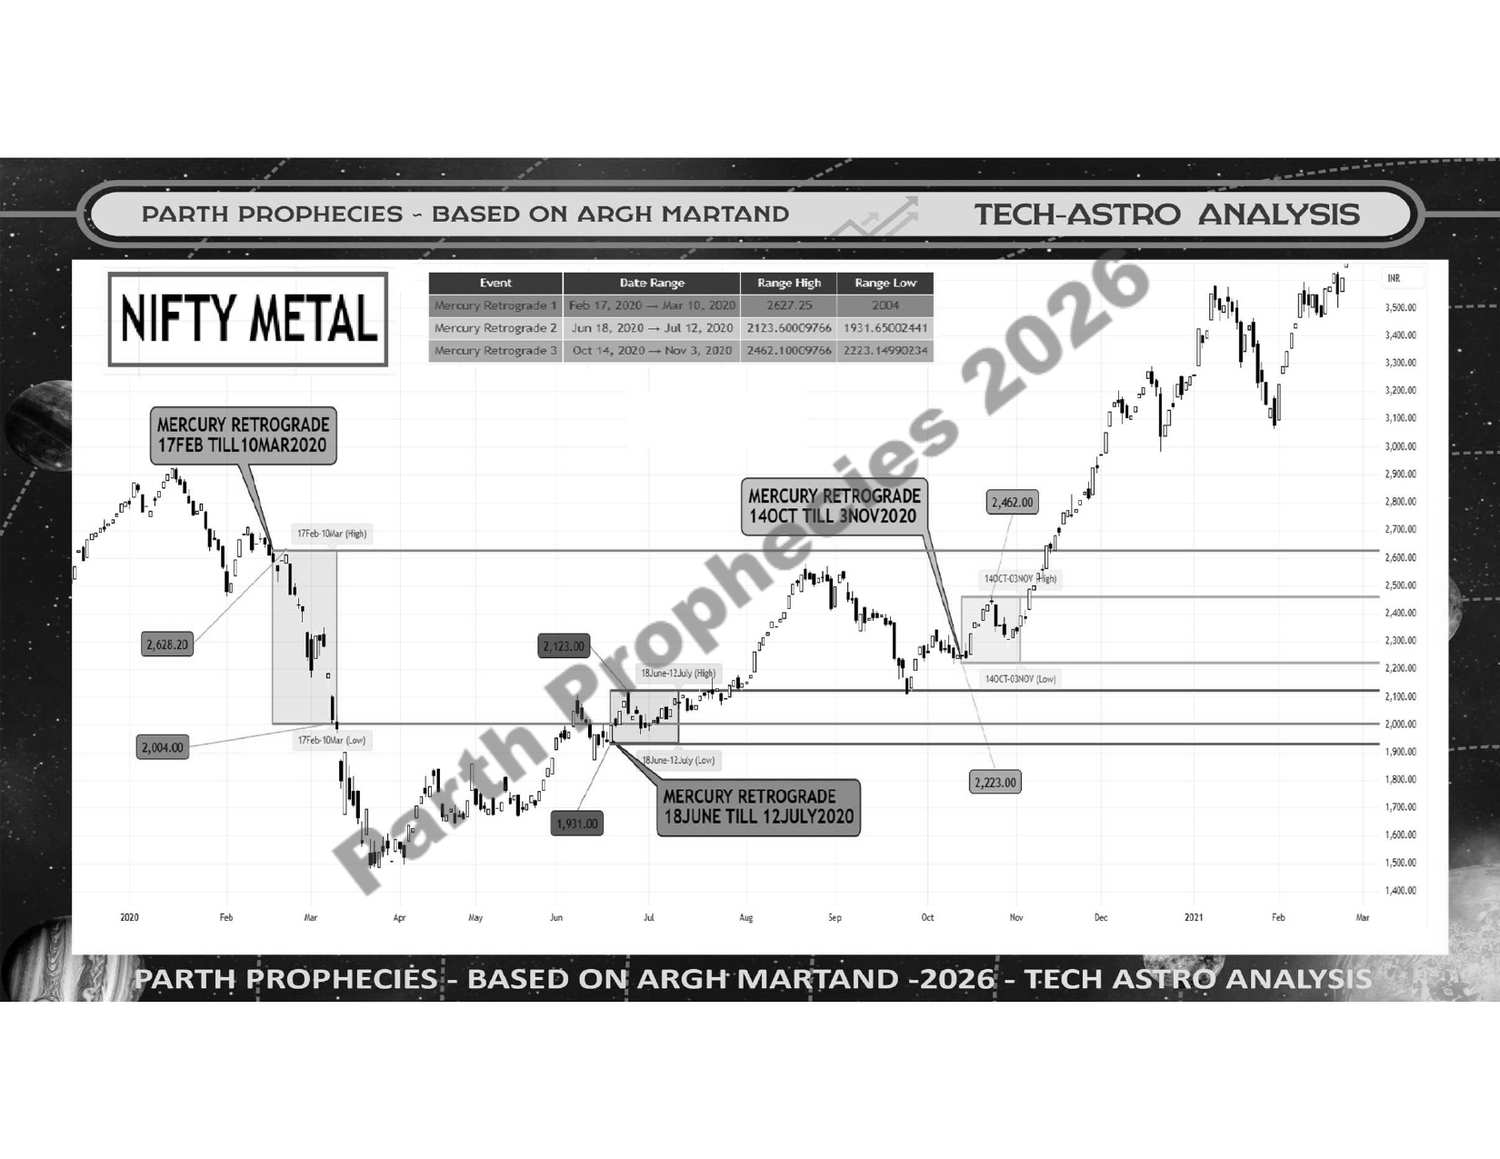 PARTH PROPHECIES ~ BASED ON ARGH MARTAND
TECH-ASTRO ANALYSIS
NIFTY METAL
Event Date Range Range High Range Low
Mercury Retrograde 1 Feb 17, 2020 → Mar 10, 2020 2627.25 2004
Mercury Retrograde 2 Jun 18, 2020 → Jul 12, 2020 2123.60009766 1931.65002441
Mercury Retrograde 3 Oct 14, 2020 → Nov 3, 2020 2462.10009766 2223.14990234
INR
3,500.00
3,400.00
3,300.00
3,200.00
3,100.00
3,000.00
2,900.00
2,800.00
2,700.00
2,600.00
2,500.00
2,400.00
2,300.00
2,200.00
2,100.00
2,000.00
1,900.00
1,800.00
1,700.00
1,600.00
1,500.00
1,400.00
MERCURY RETROGRADE
17FEB TILL10MAR2020
17Feb-10Mar (High)
2,628.20
2,004.00
17Feb-10Mar (Low)
MERCURY RETROGRADE
14OCT TILL 3NOV2020
2,462.00
14OCT-03NOV (High)
14OCT-03NOV (Low)
2,223.00
2,123.00
18June-12July (High)
18June-12July (Low)
1,931.00
MERCURY RETROGRADE
18JUNE TILL 12JULY2020
Parth Prophecies 2026
2020 Feb Mar Apr May Jun Jul Aug Sep Oct Nov Dec 2021 Feb Mar
PARTH PROPHECIES - BASED ON ARGH MARTAND -2026 - TECH ASTRO ANALYSIS